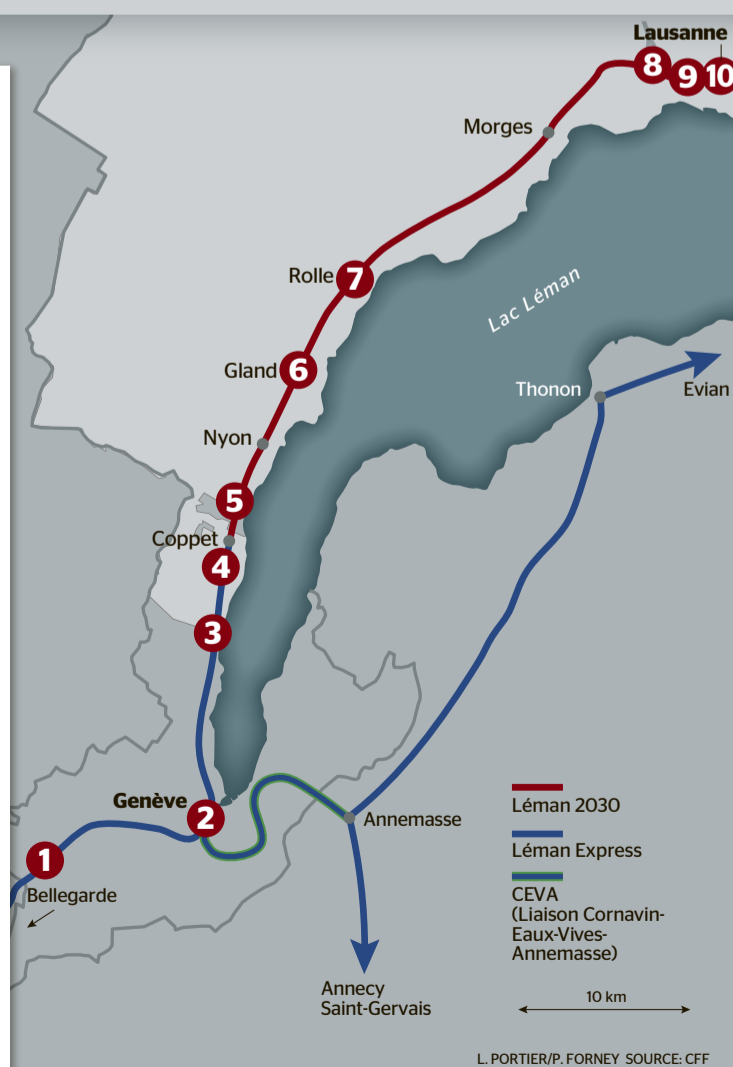 Lausanne
8
9
10
Morges
Rolle
7
Lac Léman
Gland
6
Thonon
Evian
Nyon
5
Coppet
4
3
Genève
2
Annemasse
1
Bellegarde
Léman 2030
Léman Express
CEVA
(Liaison Cornavin-
Eaux-Vives-
Annemasse)
Annecy
Saint-Gervais
10 km
L. PORTIER/P. FORNEY SOURCE: CFF